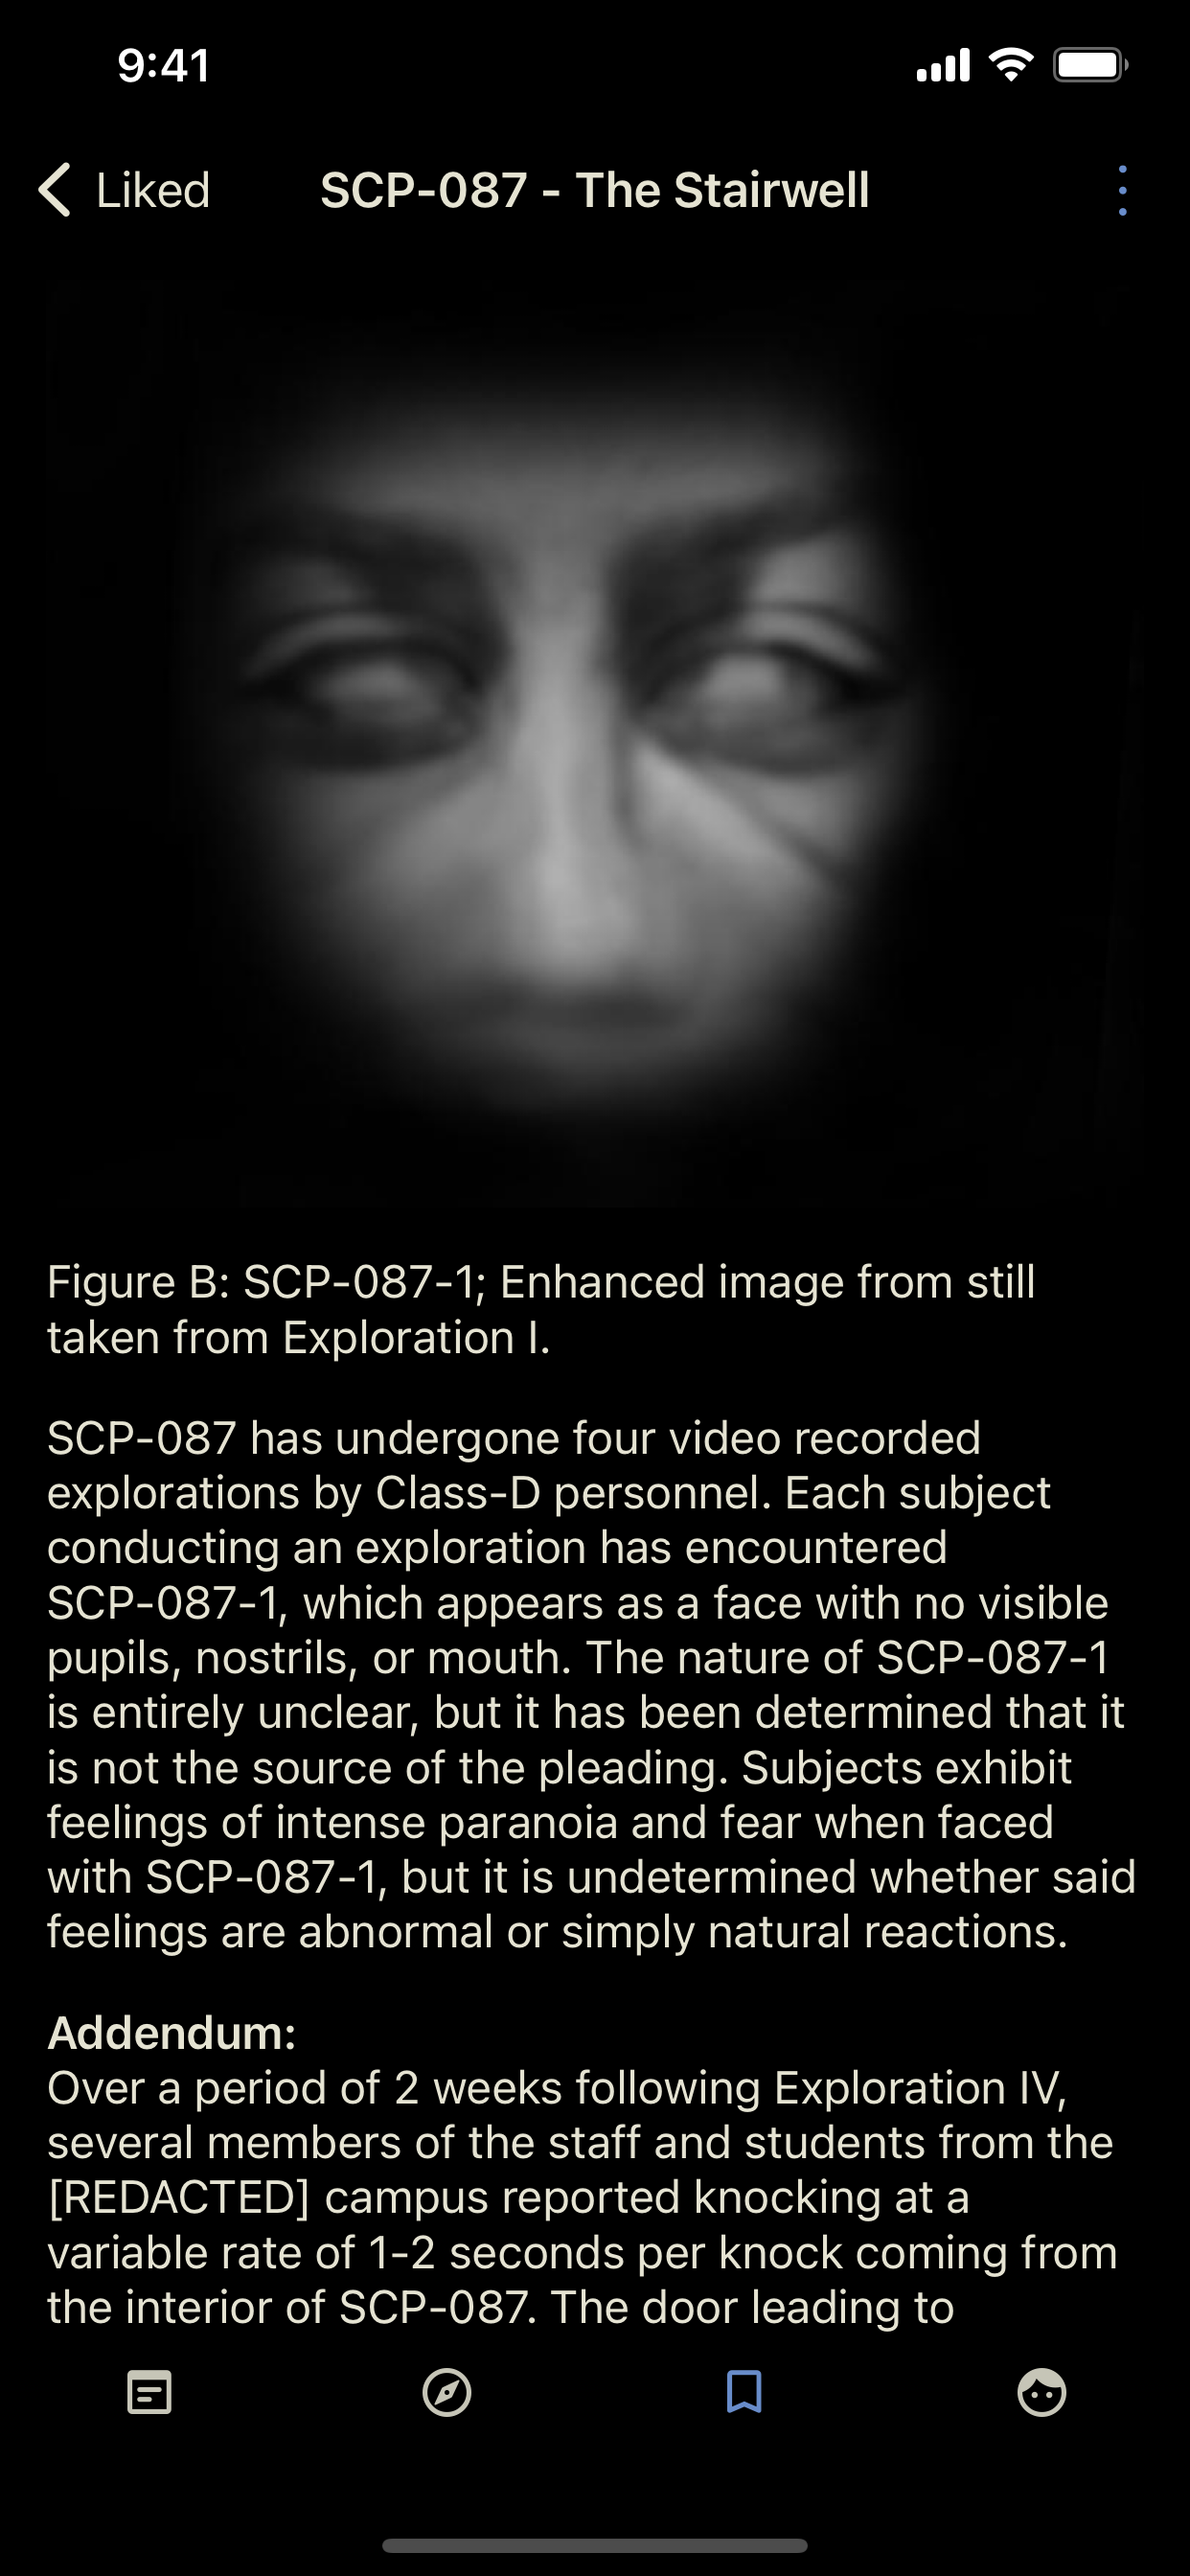 9:41
Liked
SCP-087 - The Stairwell
Figure B: SCP-087-1; Enhanced image from still
taken from Exploration I.
SCP-087 has undergone four video recorded
explorations by Class-D personnel. Each subject
conducting an exploration has encountered
SCP-087-1, which appears as a face with no visible
pupils, nostrils, or mouth. The nature of SCP-087-1
is entirely unclear, but it has been determined that it
is not the source of the pleading. Subjects exhibit
feelings of intense paranoia and fear when faced
with SCP-087-1, but it is undetermined whether said
feelings are abnormal or simply natural reactions.
Addendum:
Over a period of 2 weeks following Exploration IV,
several members of the staff and students from the
[REDACTED] campus reported knocking at a
variable rate of 1-2 seconds per knock coming from
the interior of SCP-087. The door leading to